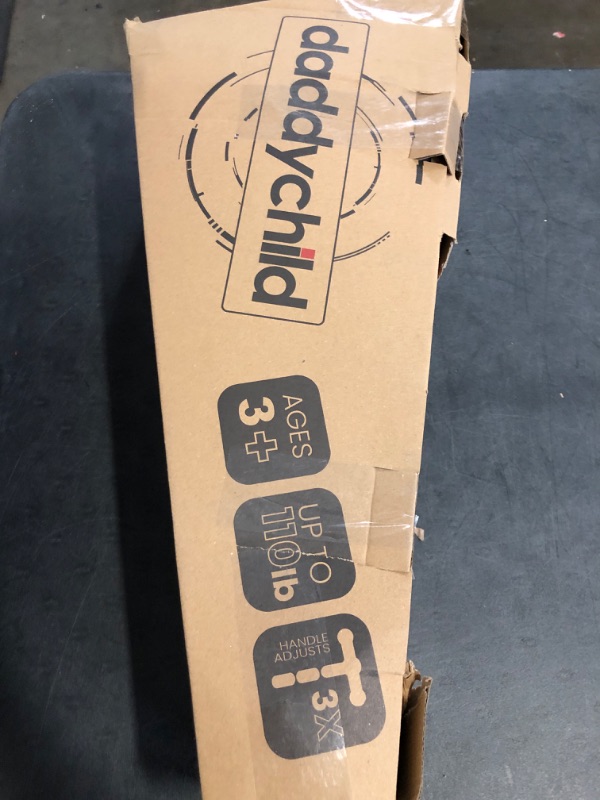 daddychild
AGES
3+
UP TO
110lb
HANDLE
ADJUSTS
3X